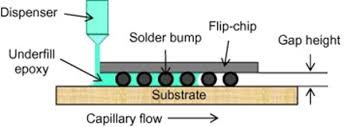 Dispenser
Flip-chip
Solder bump
Gap height
Underfill
epoxy
Substrate
Capillary flow